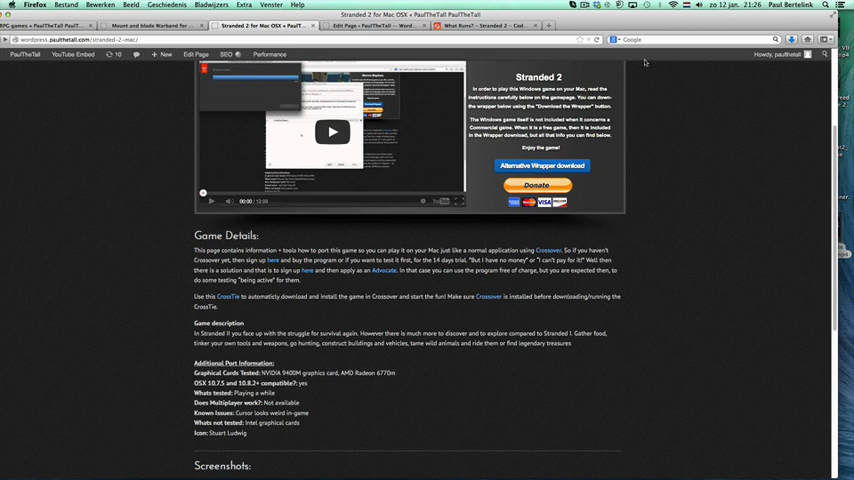 Firefox Archief Bewerken Beeld Geschiedenis Bladwijzers Extra Venster Help
zo 12 jan. 21:26 Paul Bertelink
Stranded 2 for Mac OSX « PaulTheTall PaulTheTall
RPG games « PaulTheTall
Mount and blade Warband for ...
Stranded 2 for Mac OSX « PaulT...
Edit Page ‹ PaulTheTall — Word...
What Runs? – Stranded 2 – Cod...
wordpress.paulthetall.com/stranded-2-mac/
Google
PaulTheTall YouTube Embed 10 + New Edit Page SEO Performance
Howdy, paulthetall
Stranded 2
In order to play this Windows game on your Mac, read the
instructions carefully below on the gamepage. You can down-
the wrapper below using the "Download the Wrapper" button.
The Windows game itself is not included when it concerns a
Commercial game. When it is a free game, then it is included
in the Wrapper download, but all that info you can find below.
Enjoy the game!
Alternative Wrapper download
Donate
VISA
00:00 / 12:09
Game Details:
This page contains information + tools how to port this game so you can play it on your Mac just like a normal application using Crossover. So if you haven't
Crossover yet, then sign up here and buy the program or if you want to test it first, for the 14 days trial. "But I have no money" or "I can't pay for it!" Well then
there is a solution and that is to sign up here and then apply as an Advocate. In that case you can use the program free of charge, but you are expected then, to
do some testing "being active" for them.
Use this CrossTie to automaticly download and install the game in Crossover and start the fun! Make sure Crossover is installed before downloading/running the
CrossTie.
Game description
In Stranded II you face up with the struggle for survival again. However there is much more to discover and to explore compared to Stranded I. Gather food,
tinker your own tools and weapons, go hunting, construct buildings and vehicles, tame wild animals and ride them or find legendary treasures
Additional Port Information:
Graphical Cards Tested: NVIDIA 9400M graphics card, AMD Radeon 6770m
OSX 10.7.5 and 10.8.2+ compatible?: yes
Whats tested: Playing a while
Does Multiplayer work?: Not available
Known Issues: Cursor looks weird in-game
Whats not tested: Intel graphical cards
Icon: Stuart Ludwig
Screenshots: